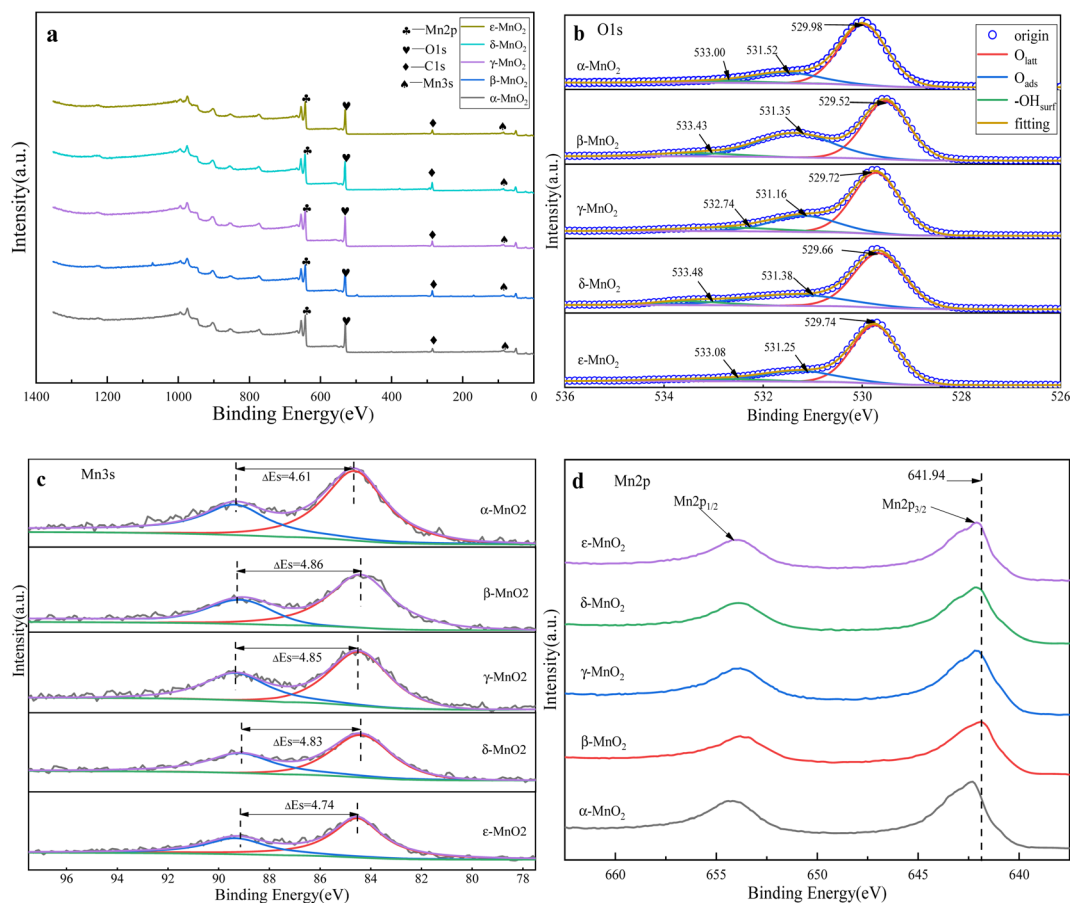 a
♣—Mn2p
♥—O1s
♦—C1s
♠—Mn3s
ε-MnO₂
δ-MnO₂
γ-MnO₂
β-MnO₂
α-MnO₂
Intensity(a.u.)
1400 1200 1000 800 600 400 200 0
Binding Energy(eV)
b O1s
origin
O_latt
O_ads
-OH_surf
fitting
529.98
531.52
533.00
α-MnO₂
529.52
531.35
533.43
β-MnO₂
529.72
531.16
532.74
γ-MnO₂
529.66
531.38
533.48
δ-MnO₂
529.74
531.25
533.08
ε-MnO₂
Intensity(a.u.)
536 534 532 530 528 526
Binding Energy(eV)
c Mn3s
ΔEs=4.61
α-MnO2
ΔEs=4.86
β-MnO2
ΔEs=4.85
γ-MnO2
ΔEs=4.83
δ-MnO2
ΔEs=4.74
ε-MnO2
Intensity(a.u.)
96 94 92 90 88 86 84 82 80 78
Binding Energy(eV)
d
Mn2p
641.94
Mn2p₁/₂
Mn2p₃/₂
ε-MnO₂
δ-MnO₂
γ-MnO₂
β-MnO₂
α-MnO₂
Intensity(a.u.)
660 655 650 645 640
Binding Energy(eV)